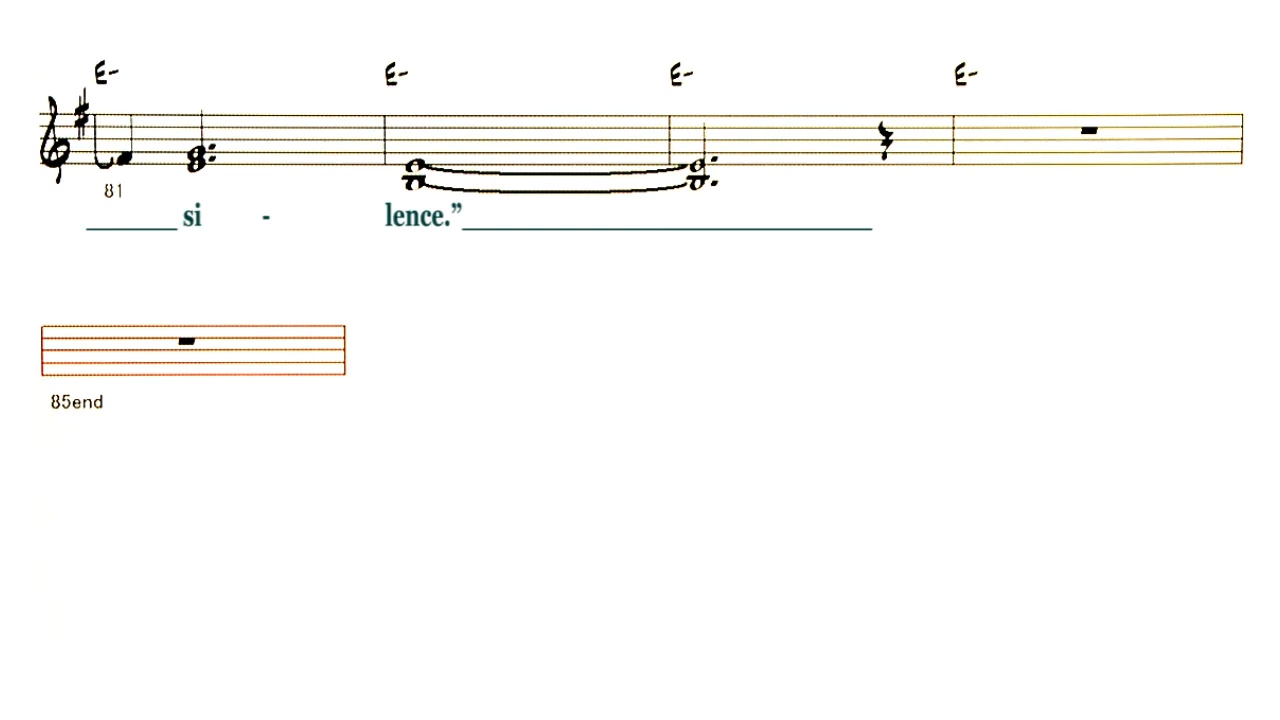 E- E- E- E-
81
si - lence.”
85end